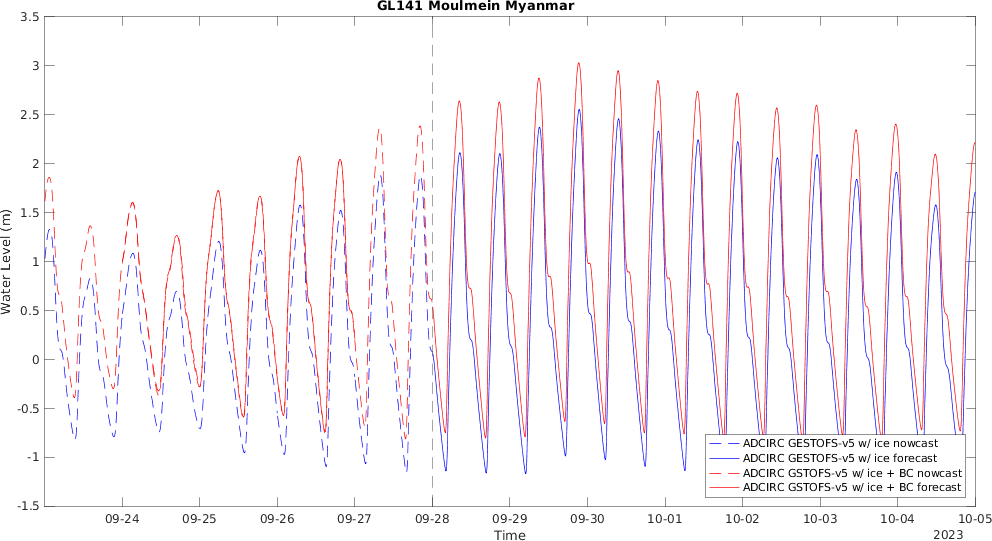 GL141 Moulmein Myanmar
3.5
3
2.5
2
1.5
1
0.5
0
-0.5
-1
-1.5
Water Level (m)
09-24 09-25 09-26 09-27 09-28 09-29 09-30 10-01 10-02 10-03 10-04 10-05
Time
2023
ADCIRC GESTOFS-v5 w/ ice nowcast
ADCIRC GESTOFS-v5 w/ ice forecast
ADCIRC GSTOFS-v5 w/ ice + BC nowcast
ADCIRC GSTOFS-v5 w/ ice + BC forecast